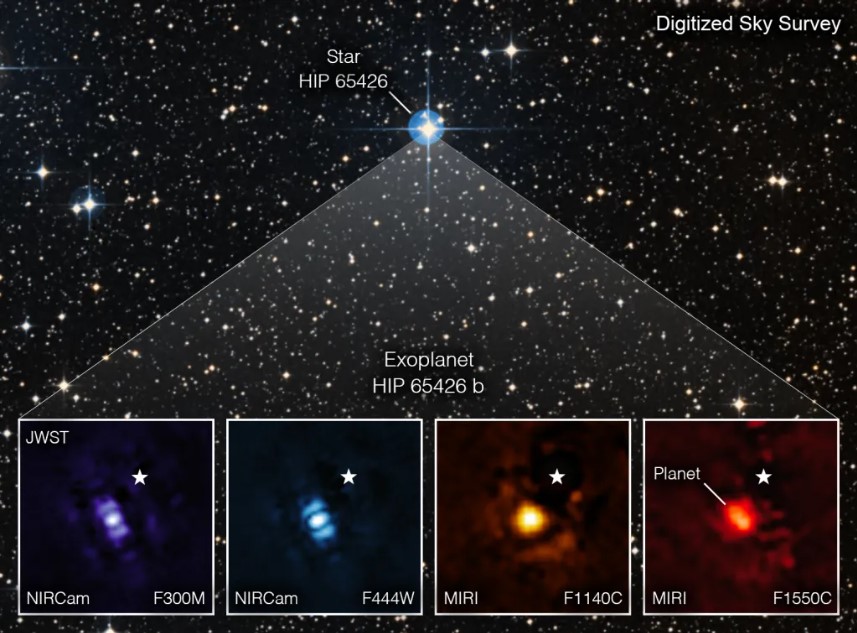 Digitized Sky Survey
Star
HIP 65426
Exoplanet
HIP 65426 b
JWST
NIRCam F300M
NIRCam F444W
MIRI F1140C
Planet
MIRI F1550C